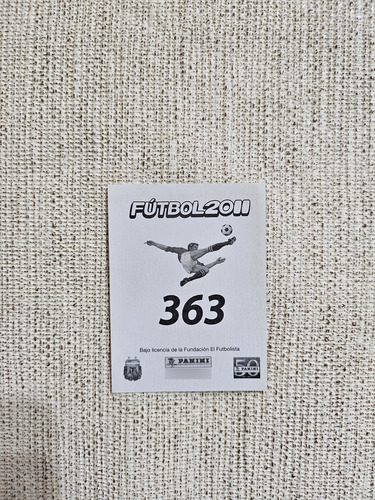 FÚTBOL2011
363
Bajo licencia de la Fundación El Futbolista
PANINI
50
PANINI